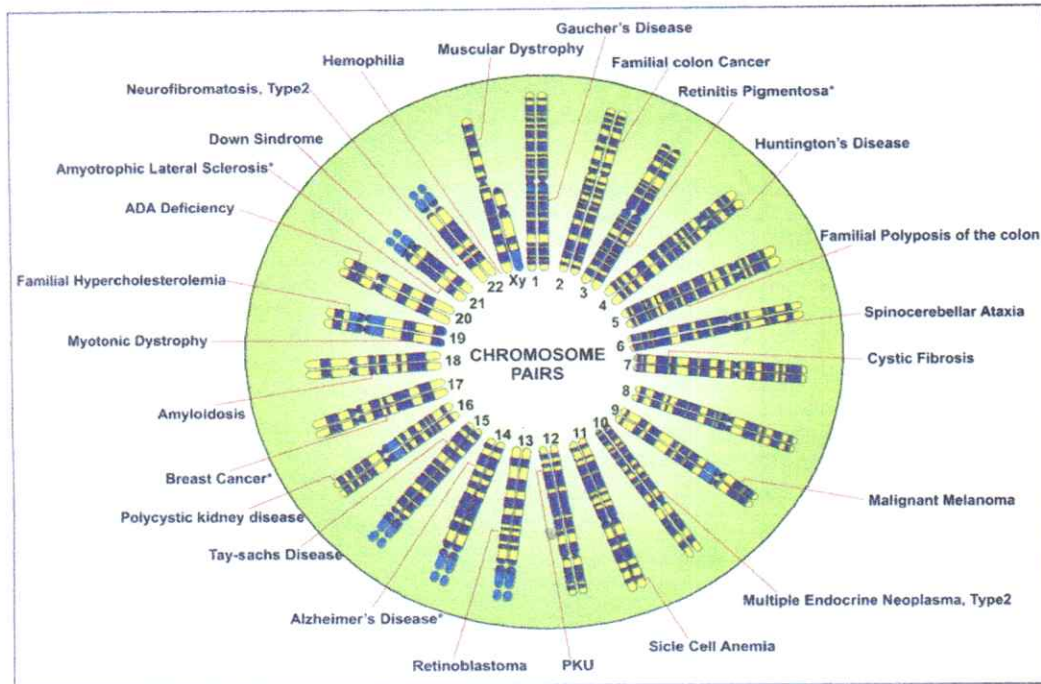 Gaucher's Disease
Muscular Dystrophy
Hemophilia
Familial colon Cancer
Neurofibromatosis, Type2
Retinitis Pigmentosa*
Down Sindrome
Huntington's Disease
Amyotrophic Lateral Sclerosis*
ADA Deficiency
Familial Polyposis of the colon
Familial Hypercholesterolemia
Spinocerebellar Ataxia
Myotonic Dystrophy
Cystic Fibrosis
Amyloidosis
Breast Cancer*
Malignant Melanoma
Polycystic kidney disease
Tay-sachs Disease
Multiple Endocrine Neoplasma, Type2
Alzheimer's Disease*
Sicle Cell Anemia
Retinoblastoma
PKU
CHROMOSOME
PAIRS
Xy
1
2
3
4
5
6
7
8
9
10
11
12
13
14
15
16
17
18
19
20
21
22